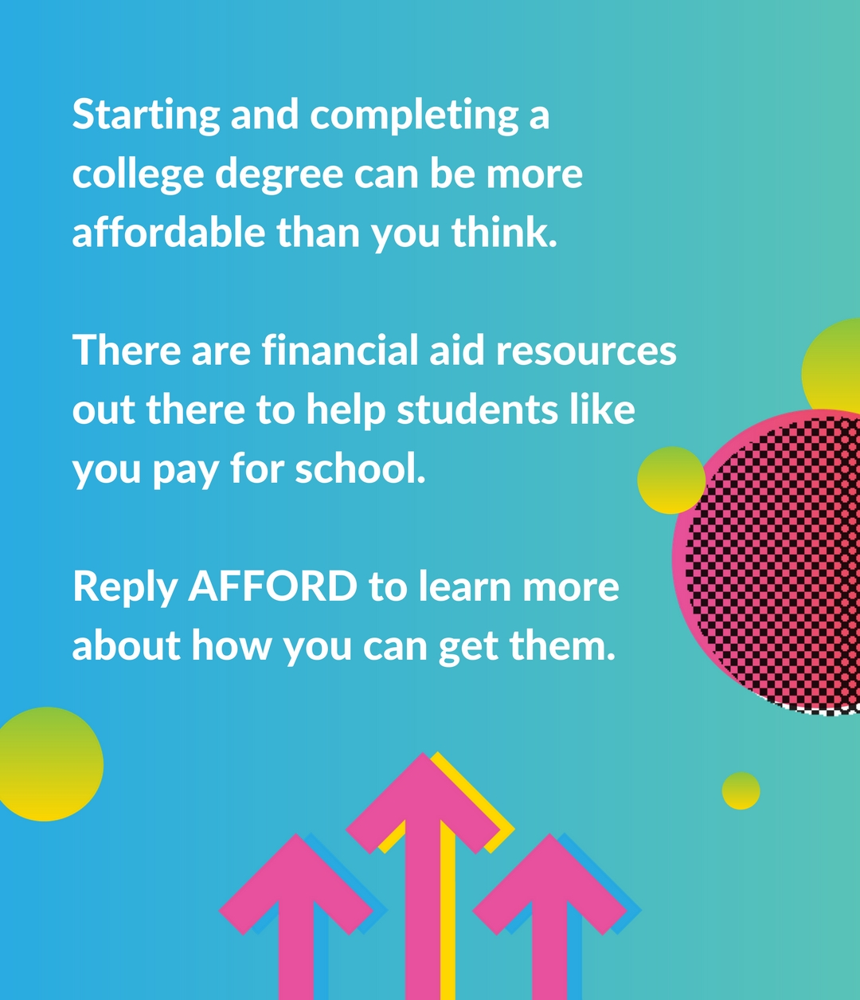 Starting and completing a
college degree can be more
affordable than you think.
There are financial aid resources
out there to help students like
you pay for school.
Reply AFFORD to learn more
about how you can get them.